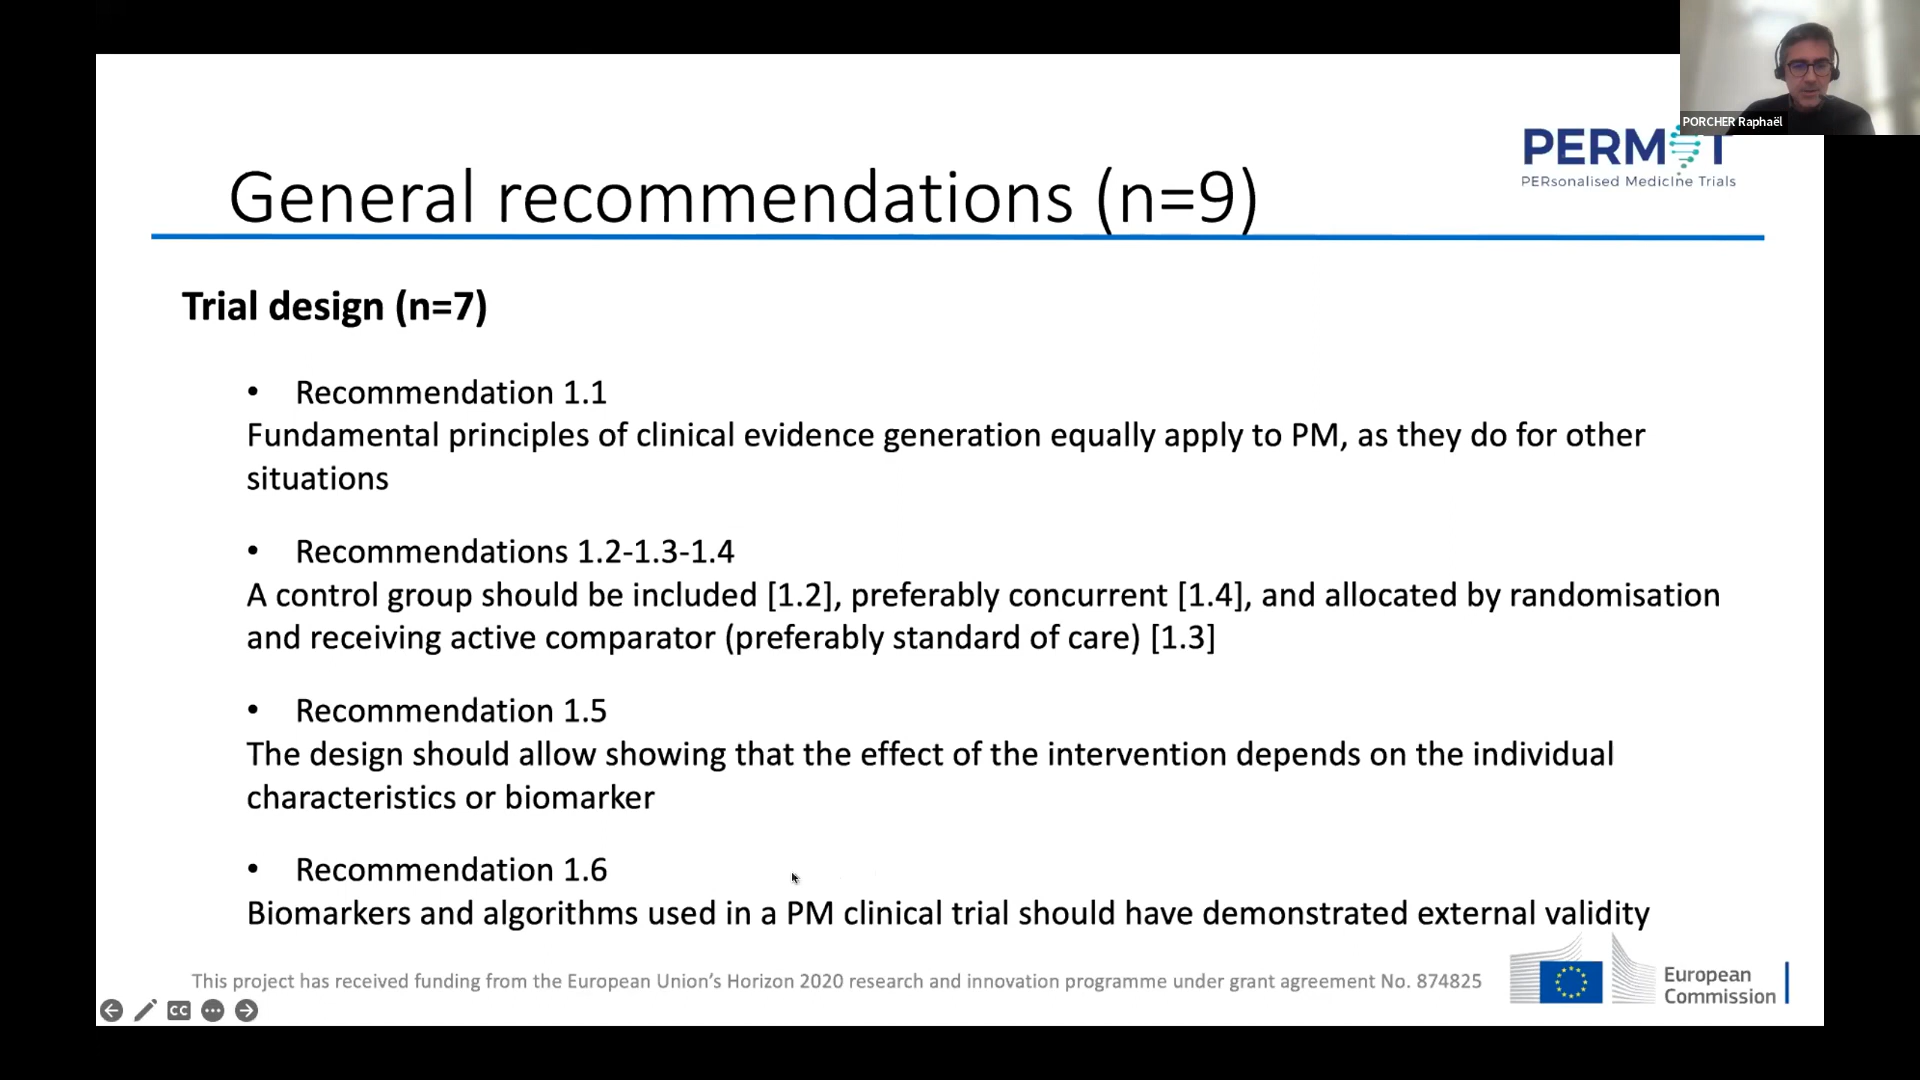 PORCHER Raphaël
PERM T
PERsonalised MedicIne Trials
General recommendations (n=9)
Trial design (n=7)
• Recommendation 1.1
Fundamental principles of clinical evidence generation equally apply to PM, as they do for other
situations
• Recommendations 1.2-1.3-1.4
A control group should be included [1.2], preferably concurrent [1.4], and allocated by randomisation
and receiving active comparator (preferably standard of care) [1.3]
• Recommendation 1.5
The design should allow showing that the effect of the intervention depends on the individual
characteristics or biomarker
• Recommendation 1.6
Biomarkers and algorithms used in a PM clinical trial should have demonstrated external validity
This project has received funding from the European Union’s Horizon 2020 research and innovation programme under grant agreement No. 874825
European
Commission
CC